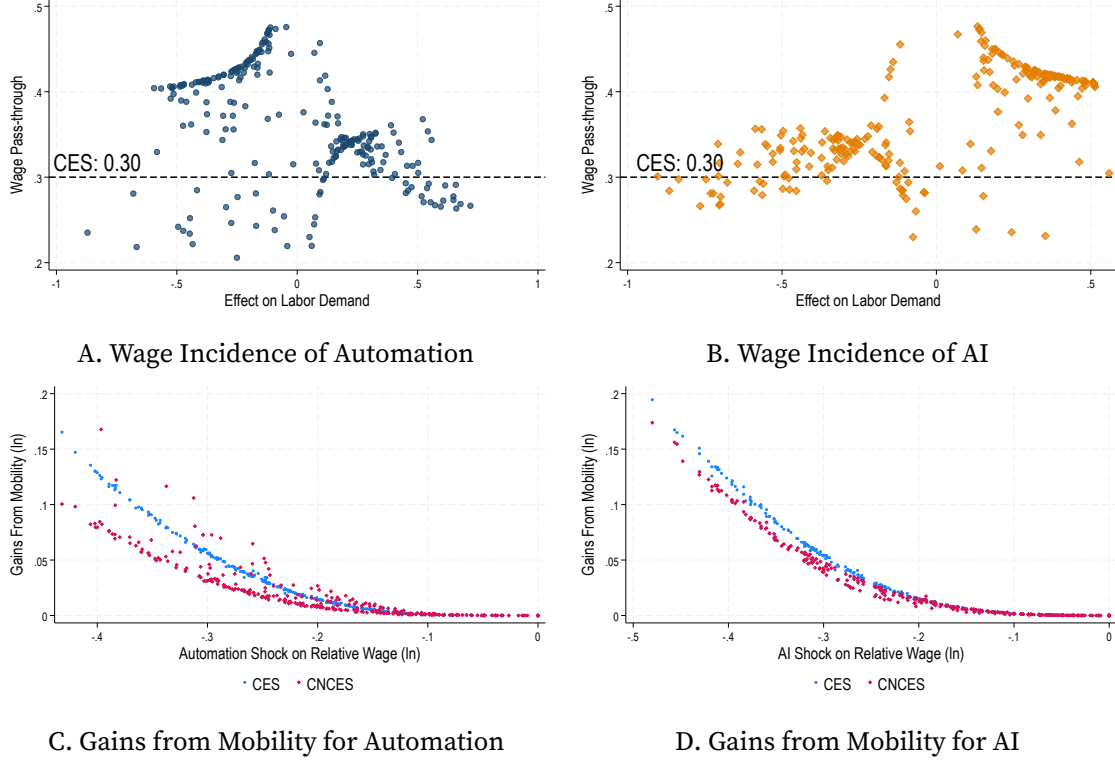 .5
.4
.3
.2
Wage Pass-through
CES: 0.30
-1
-.5
0
.5
1
Effect on Labor Demand
A. Wage Incidence of Automation
.5
.4
.3
.2
Wage Pass-through
CES: 0.30
-1
-.5
0
.5
Effect on Labor Demand
B. Wage Incidence of AI
.2
.15
.1
.05
0
Gains From Mobility (ln)
-.4
-.3
-.2
-.1
0
Automation Shock on Relative Wage (ln)
CES CNCES
C. Gains from Mobility for Automation
.2
.15
.1
.05
0
Gains From Mobility (ln)
-.5
-.4
-.3
-.2
-.1
0
AI Shock on Relative Wage (ln)
CES CNCES
D. Gains from Mobility for AI